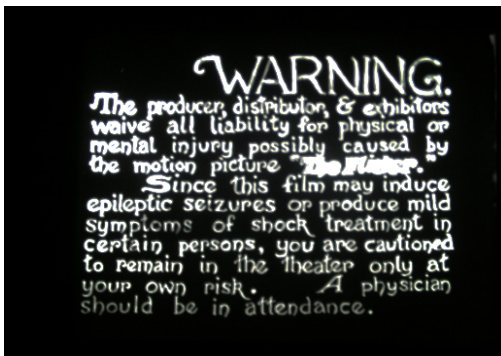 WARNING.
The producer, distributor, & exhibitors
waive all liability for physical or
mental injury possibly caused by
the motion picture "The Flicker."
Since this film may induce
epileptic seizures or produce mild
symptoms of shock treatment in
certain persons, you are cautioned
to remain in the theater only at
your own risk. A physician
should be in attendance.